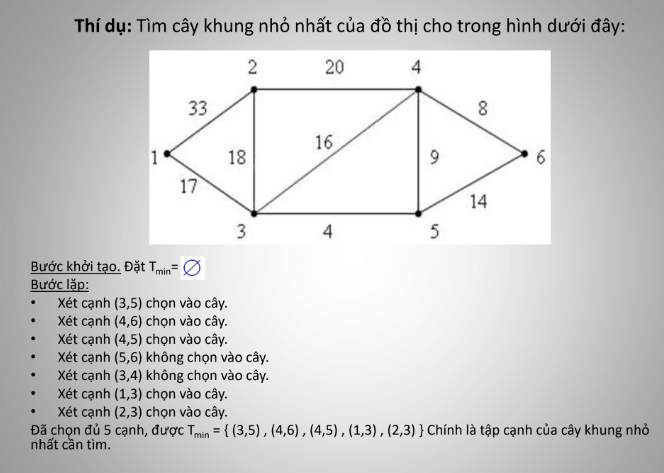 Thí dụ: Tìm cây khung nhỏ nhất của đồ thị cho trong hình dưới đây:
2 20 4
33 8
1 18 16 9 6
17 14
3 4 5
Bước khởi tạo. Đặt Tmin= ∅
Bước lặp:
• Xét cạnh (3,5) chọn vào cây.
• Xét cạnh (4,6) chọn vào cây.
• Xét cạnh (4,5) chọn vào cây.
• Xét cạnh (5,6) không chọn vào cây.
• Xét cạnh (3,4) không chọn vào cây.
• Xét cạnh (1,3) chọn vào cây.
• Xét cạnh (2,3) chọn vào cây.
Đã chọn đủ 5 cạnh, được Tmin = { (3,5) , (4,6) , (4,5) , (1,3) , (2,3) } Chính là tập cạnh của cây khung nhỏ
nhất cần tìm.